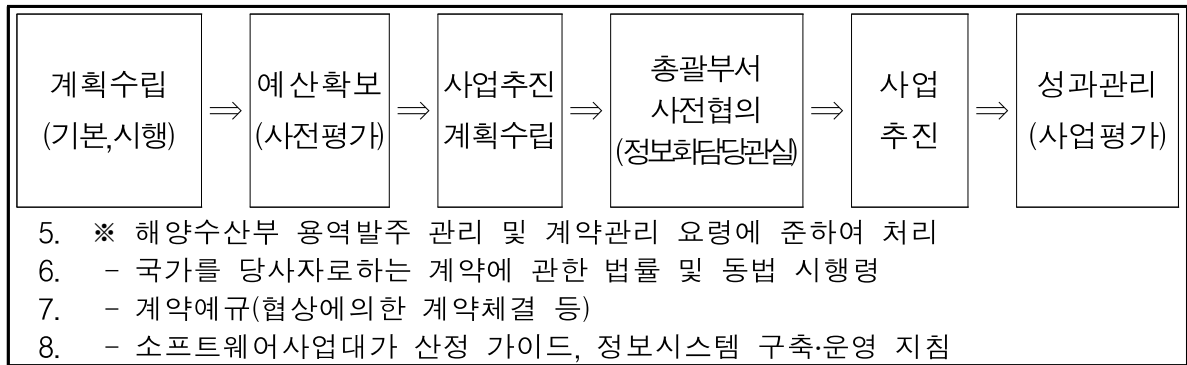 계획수립
(기본,시행)
⇒
예산확보
(사전평가)
⇒
사업추진
계획수립
⇒
총괄부서
사전협의
(정보화담당관실)
⇒
사업
추진
⇒
성과관리
(사업평가)
5. ※ 해양수산부 용역발주 관리 및 계약관리 요령에 준하여 처리
6. - 국가를 당사자로하는 계약에 관한 법률 및 동법 시행령
7. - 계약예규(협상에의한 계약체결 등)
8. - 소프트웨어사업대가 산정 가이드, 정보시스템 구축·운영 지침